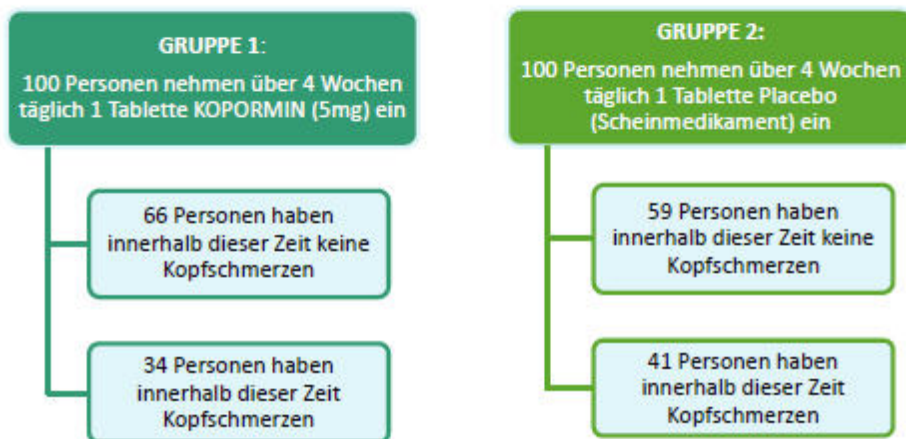 GRUPPE 1:
100 Personen nehmen über 4 Wochen
täglich 1 Tablette KOPORMIN (5mg) ein
66 Personen haben
innerhalb dieser Zeit keine
Kopfschmerzen
34 Personen haben
innerhalb dieser Zeit
Kopfschmerzen
GRUPPE 2:
100 Personen nehmen über 4 Wochen
täglich 1 Tablette Placebo
(Scheinmedikament) ein
59 Personen haben
innerhalb dieser Zeit keine
Kopfschmerzen
41 Personen haben
innerhalb dieser Zeit
Kopfschmerzen